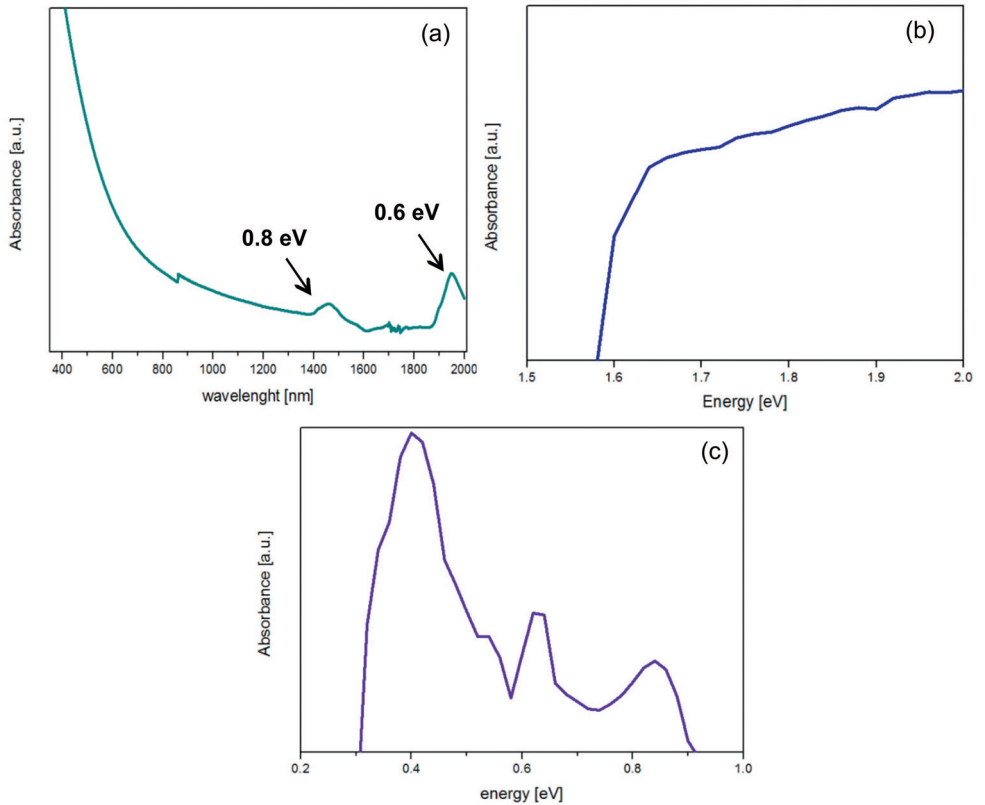 (a)
Absorbance [a.u.]
0.8 eV
0.6 eV
400 600 800 1000 1200 1400 1600 1800 2000
wavelenght [nm]
(b)
Absorbance [a.u.]
1.5 1.6 1.7 1.8 1.9 2.0
Energy [eV]
(c)
Absorbance [a.u.]
0.2 0.4 0.6 0.8 1.0
energy [eV]